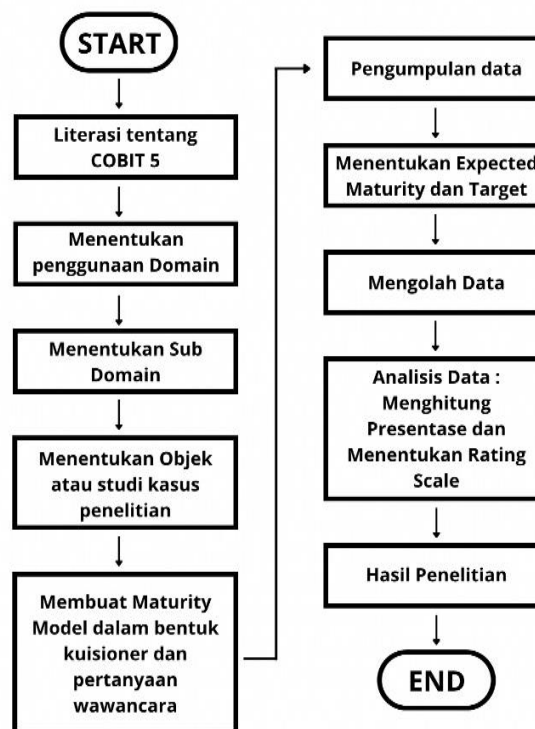 START
Literasi tentang
COBIT 5
Menentukan
penggunaan Domain
Menentukan Sub
Domain
Menentukan Objek
atau studi kasus
penelitian
Membuat Maturity
Model dalam bentuk
kuisioner dan
pertanyaan
wawancara
Pengumpulan data
Menentukan Expected
Maturity dan Target
Mengolah Data
Analisis Data :
Menghitung
Presentase dan
Menentukan Rating
Scale
Hasil Penelitian
END